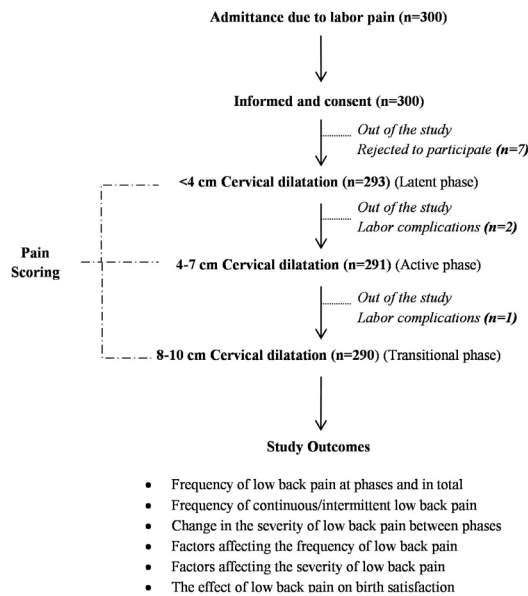 Admittance due to labor pain (n=300)
Informed and consent (n=300)
Out of the study
Rejected to participate (n=7)
<4 cm Cervical dilatation (n=293) (Latent phase)
Out of the study
Labor complications (n=2)
Pain
Scoring
4-7 cm Cervical dilatation (n=291) (Active phase)
Out of the study
Labor complications (n=1)
8-10 cm Cervical dilatation (n=290) (Transitional phase)
Study Outcomes
• Frequency of low back pain at phases and in total
• Frequency of continuous/intermittent low back pain
• Change in the severity of low back pain between phases
• Factors affecting the frequency of low back pain
• Factors affecting the severity of low back pain
• The effect of low back pain on birth satisfaction